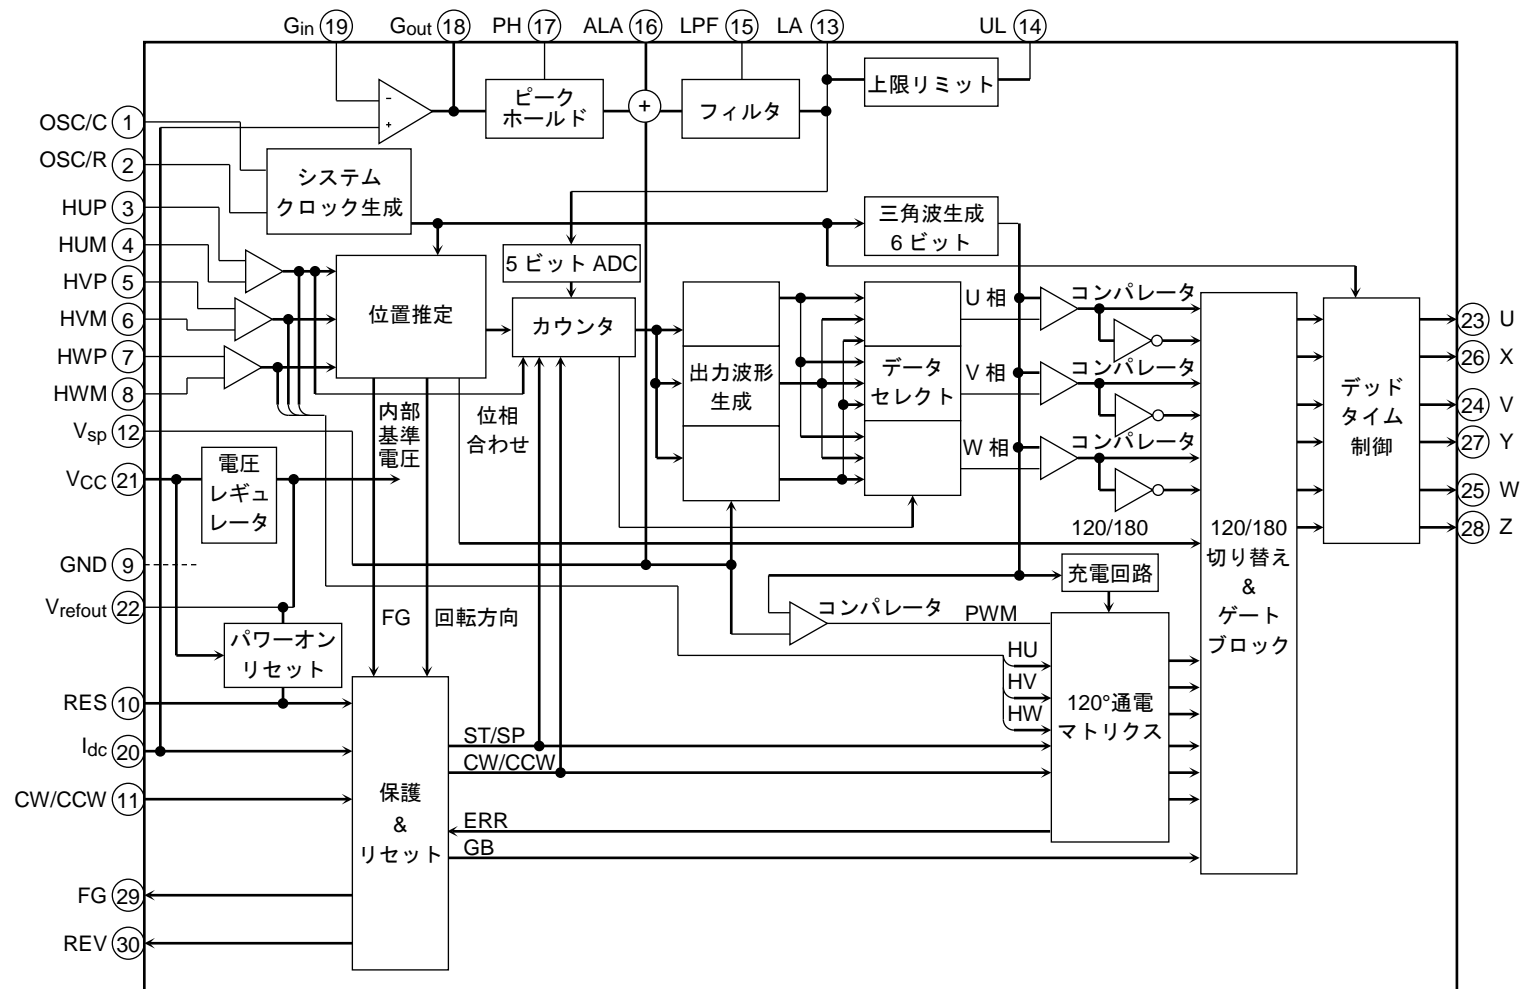 Gin 19
Gout 18
PH 17
ALA 16
LPF 15
LA 13
UL 14
OSC/C 1
OSC/R 2
HUP 3
HUM 4
HVP 5
HVM 6
HWP 7
HWM 8
Vsp 12
VCC 21
GND 9
Vrefout 22
RES 10
Idc 20
CW/CCW 11
FG 29
REV 30
-
+
ピーク
ホールド
+
フィルタ
上限リミット
システム
クロック生成
三角波生成
6 ビット
5 ビット ADC
位置推定
カウンタ
出力波形
生成
データ
セレクト
U 相
V 相
W 相
コンパレータ
コンパレータ
コンパレータ
内部
基準
電圧
位相
合わせ
電圧
レギュ
レータ
パワーオン
リセット
120/180
120/180
切り替え
&
ゲート
ブロック
デッド
タイム
制御
23 U
26 X
24 V
27 Y
25 W
28 Z
充電回路
コンパレータ
PWM
FG
回転方向
HU
HV
HW
120°通電
マトリクス
ST/SP
CW/CCW
ERR
GB
保護
&
リセット